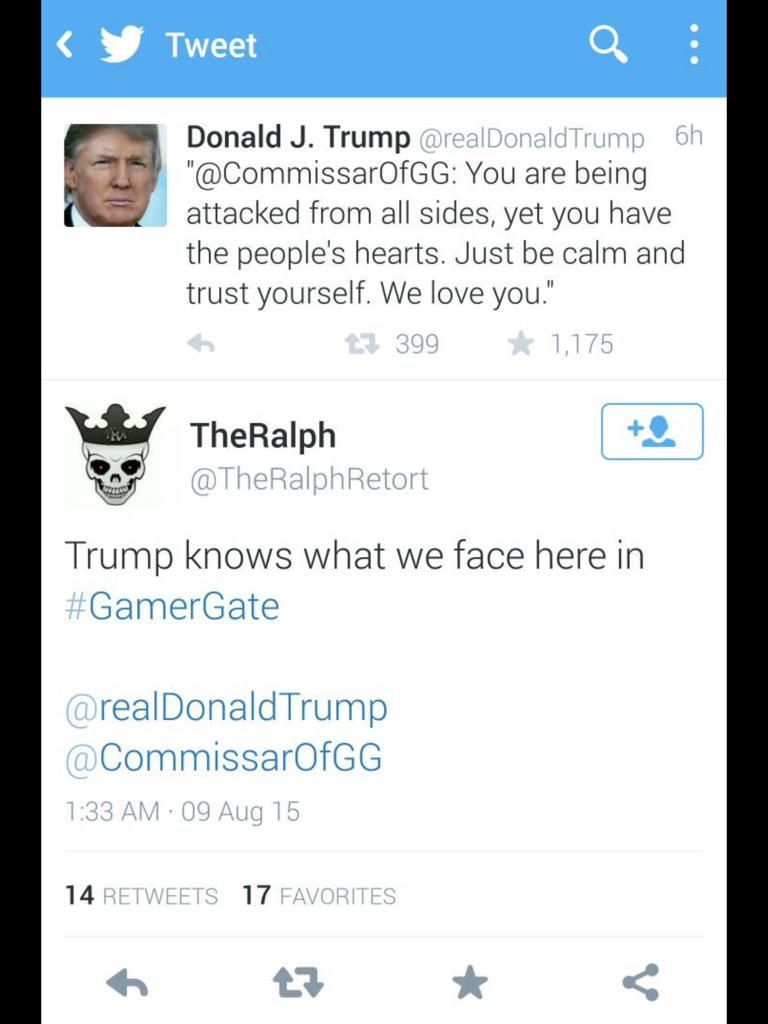 Tweet
Donald J. Trump @realDonaldTrump 6h
"@CommissarOfGG: You are being
attacked from all sides, yet you have
the people's hearts. Just be calm and
trust yourself. We love you."
399 1,175
TheRalph
@TheRalphRetort
Trump knows what we face here in
#GamerGate
@realDonaldTrump
@CommissarOfGG
1:33 AM · 09 Aug 15
14 RETWEETS 17 FAVORITES